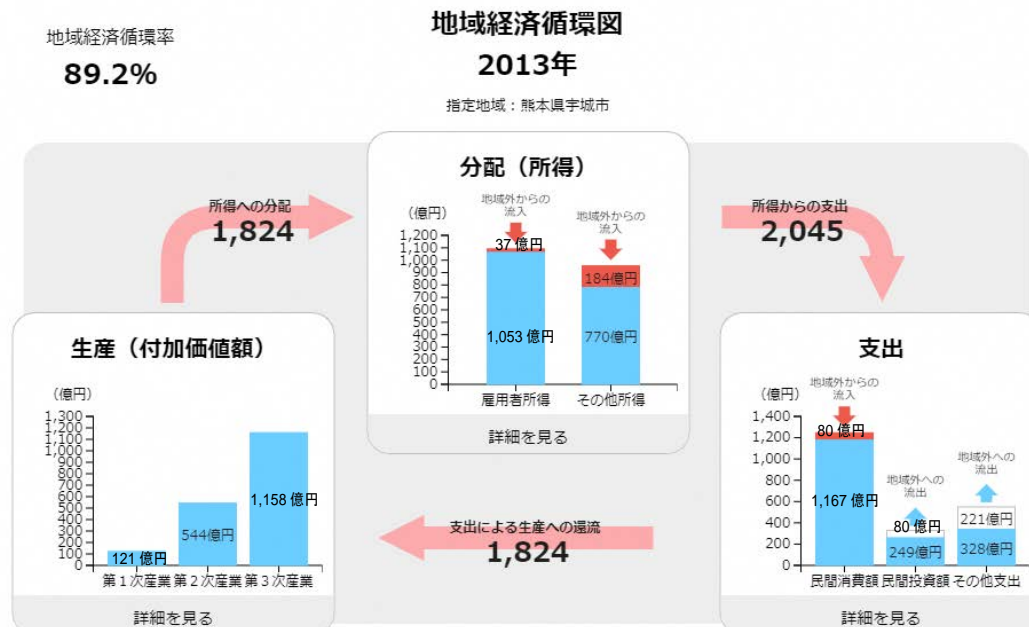 地域経済循環図
2013年
指定地域：熊本県宇城市
地域経済循環率
89.2%
所得への分配
1,824
分配（所得）
（億円）
1,200
1,100
1,000
900
800
700
600
500
400
300
200
100
0
地域外からの
流入
37 億円
1,053 億円
雇用者所得
地域外からの
流入
184億円
770億円
その他所得
詳細を見る
所得からの支出
2,045
生産（付加価値額）
（億円）
1,300
1,200
1,100
1,000
900
800
700
600
500
400
300
200
100
0
121 億円
544億円
1,158 億円
第１次産業 第２次産業 第３次産業
詳細を見る
支出による生産への還流
1,824
支出
（億円）
1,400
1,200
1,000
800
600
400
200
0
地域外からの
流入
80 億円
1,167 億円
民間消費額
地域外への
流出
80 億円
249億円
民間投資額
地域外への
流出
221億円
328億円
その他支出
詳細を見る